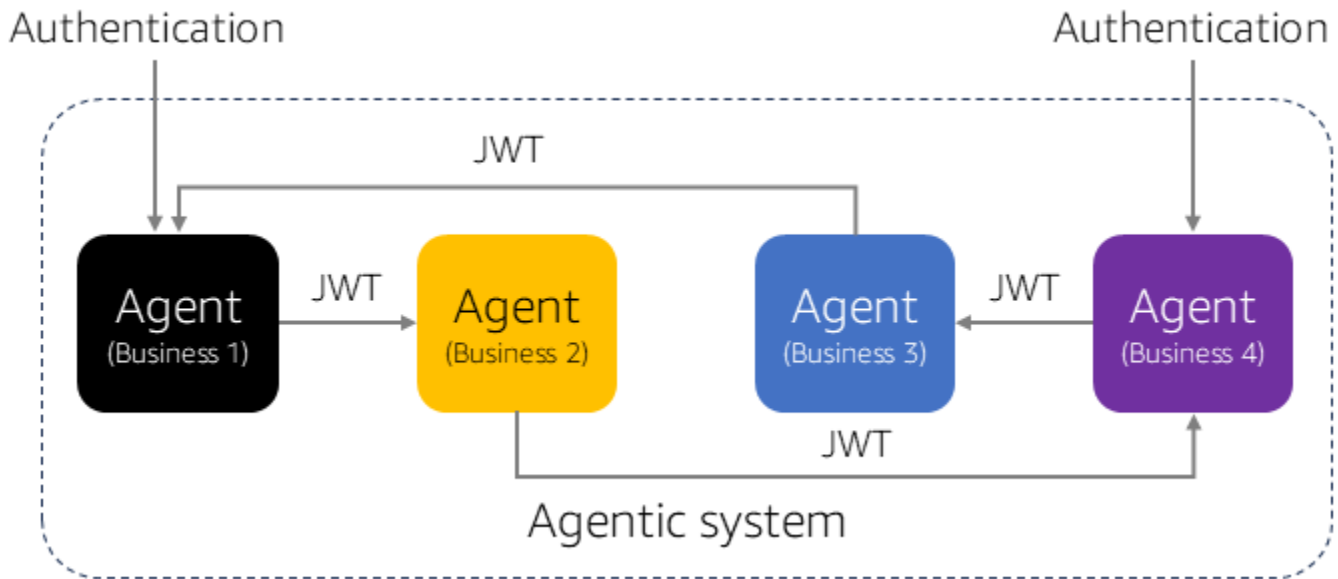 Authentication
Authentication
JWT
Agent
(Business 1)
JWT
Agent
(Business 2)
Agent
(Business 3)
JWT
Agent
(Business 4)
JWT
Agentic system